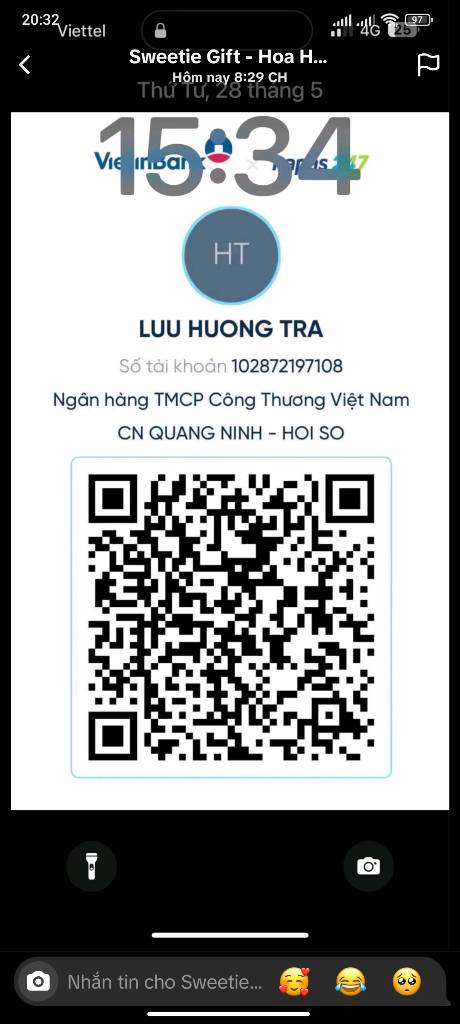 20:32
Viettel
4G
97
25
Sweetie Gift - Hoa H...
Hôm nay 8:29 CH
Thứ Tư, 28 tháng 5
15:34
VietinBank
napas 247
HT
LUU HUONG TRA
Số tài khoản 102872197108
Ngân hàng TMCP Công Thương Việt Nam
CN QUANG NINH - HOI SO
Nhắn tin cho Sweetie...